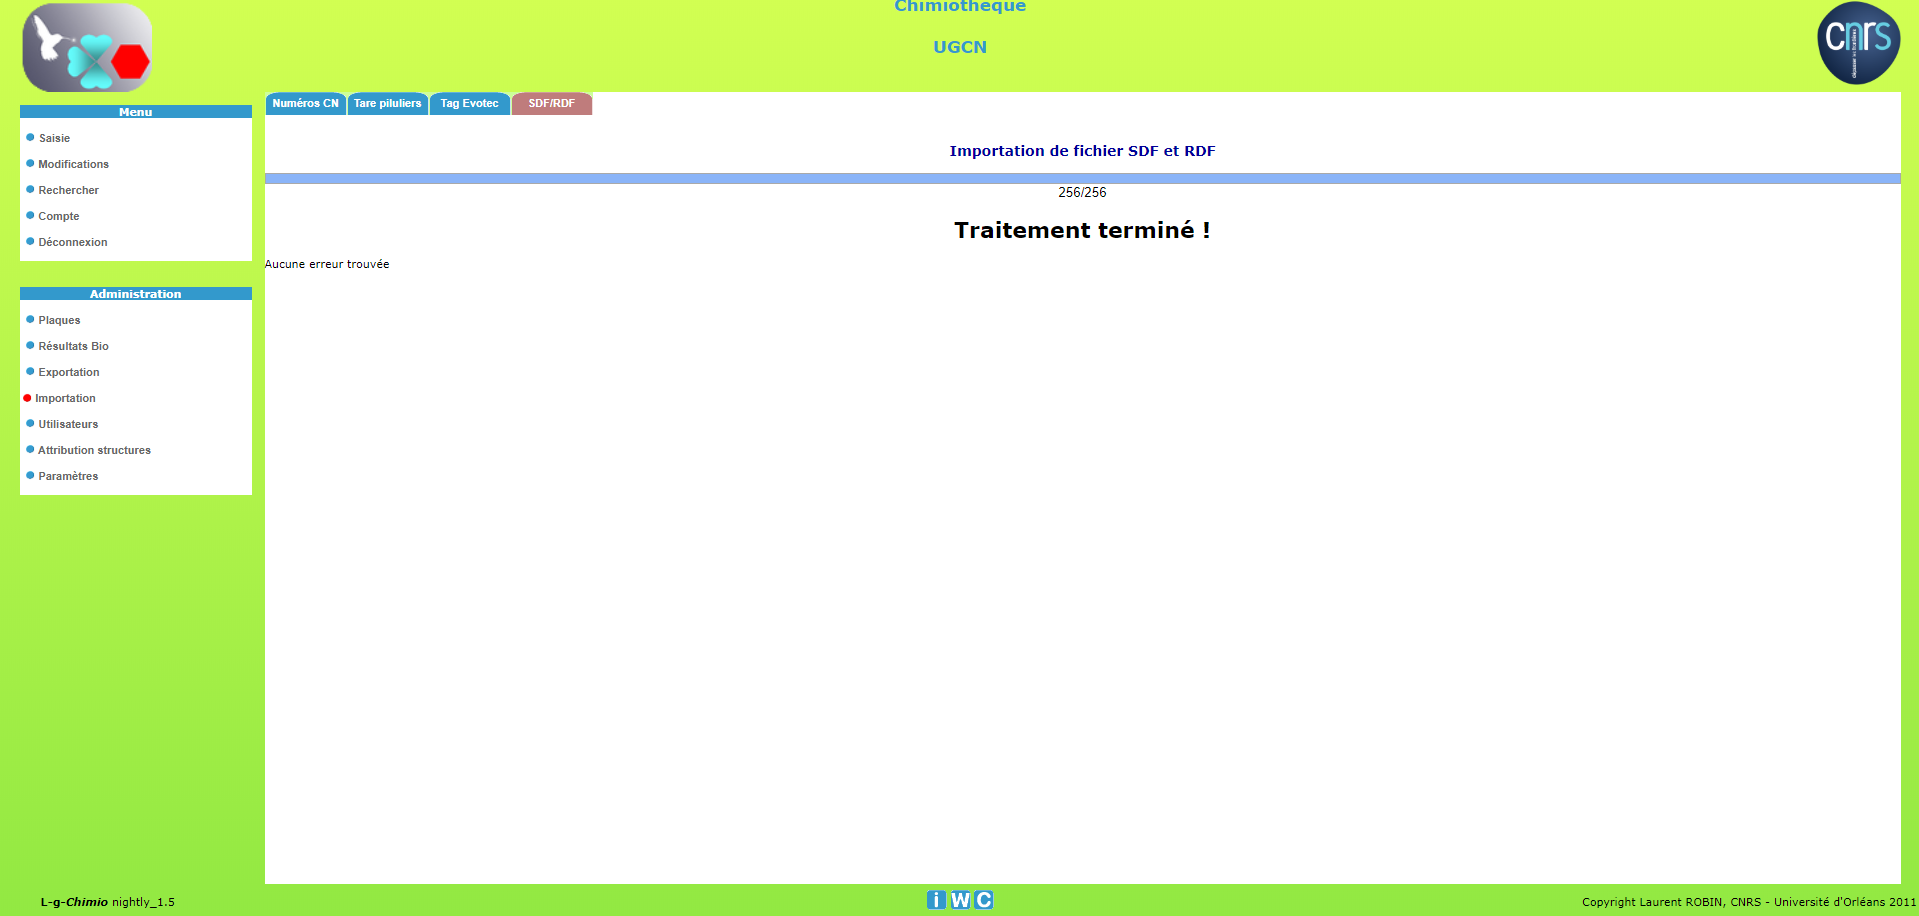 Chimiothèque
UGCN
cnrs
Menu
Saisie
Modifications
Rechercher
Compte
Déconnexion
Administration
Plaques
Résultats Bio
Exportation
Importation
Utilisateurs
Attribution structures
Paramètres
Numéros CN Tare piluliers Tag Evotec SDF/RDF
Importation de fichier SDF et RDF
256/256
Traitement terminé !
Aucune erreur trouvée
L-g-Chimio nightly_1.5
i W C
Copyright Laurent ROBIN, CNRS - Université d'Orléans 2011